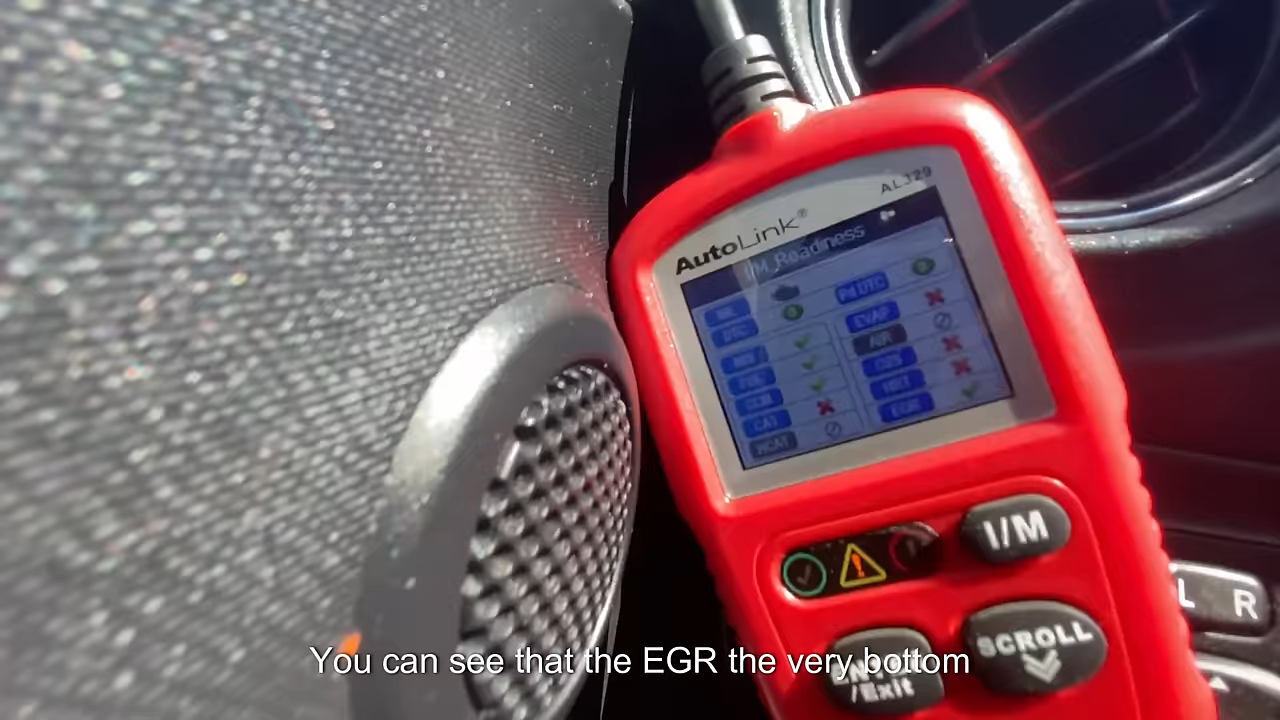 AL329
AutoLink®
I/M Readiness
MIL
Pd DTC
DTC
EVAP
MIS
AIR
FUE
O2S
CCM
HRT
CAT
EGR
HCAT
I/M
L R
SCROLL
/Exit
You can see that the EGR the very bottom